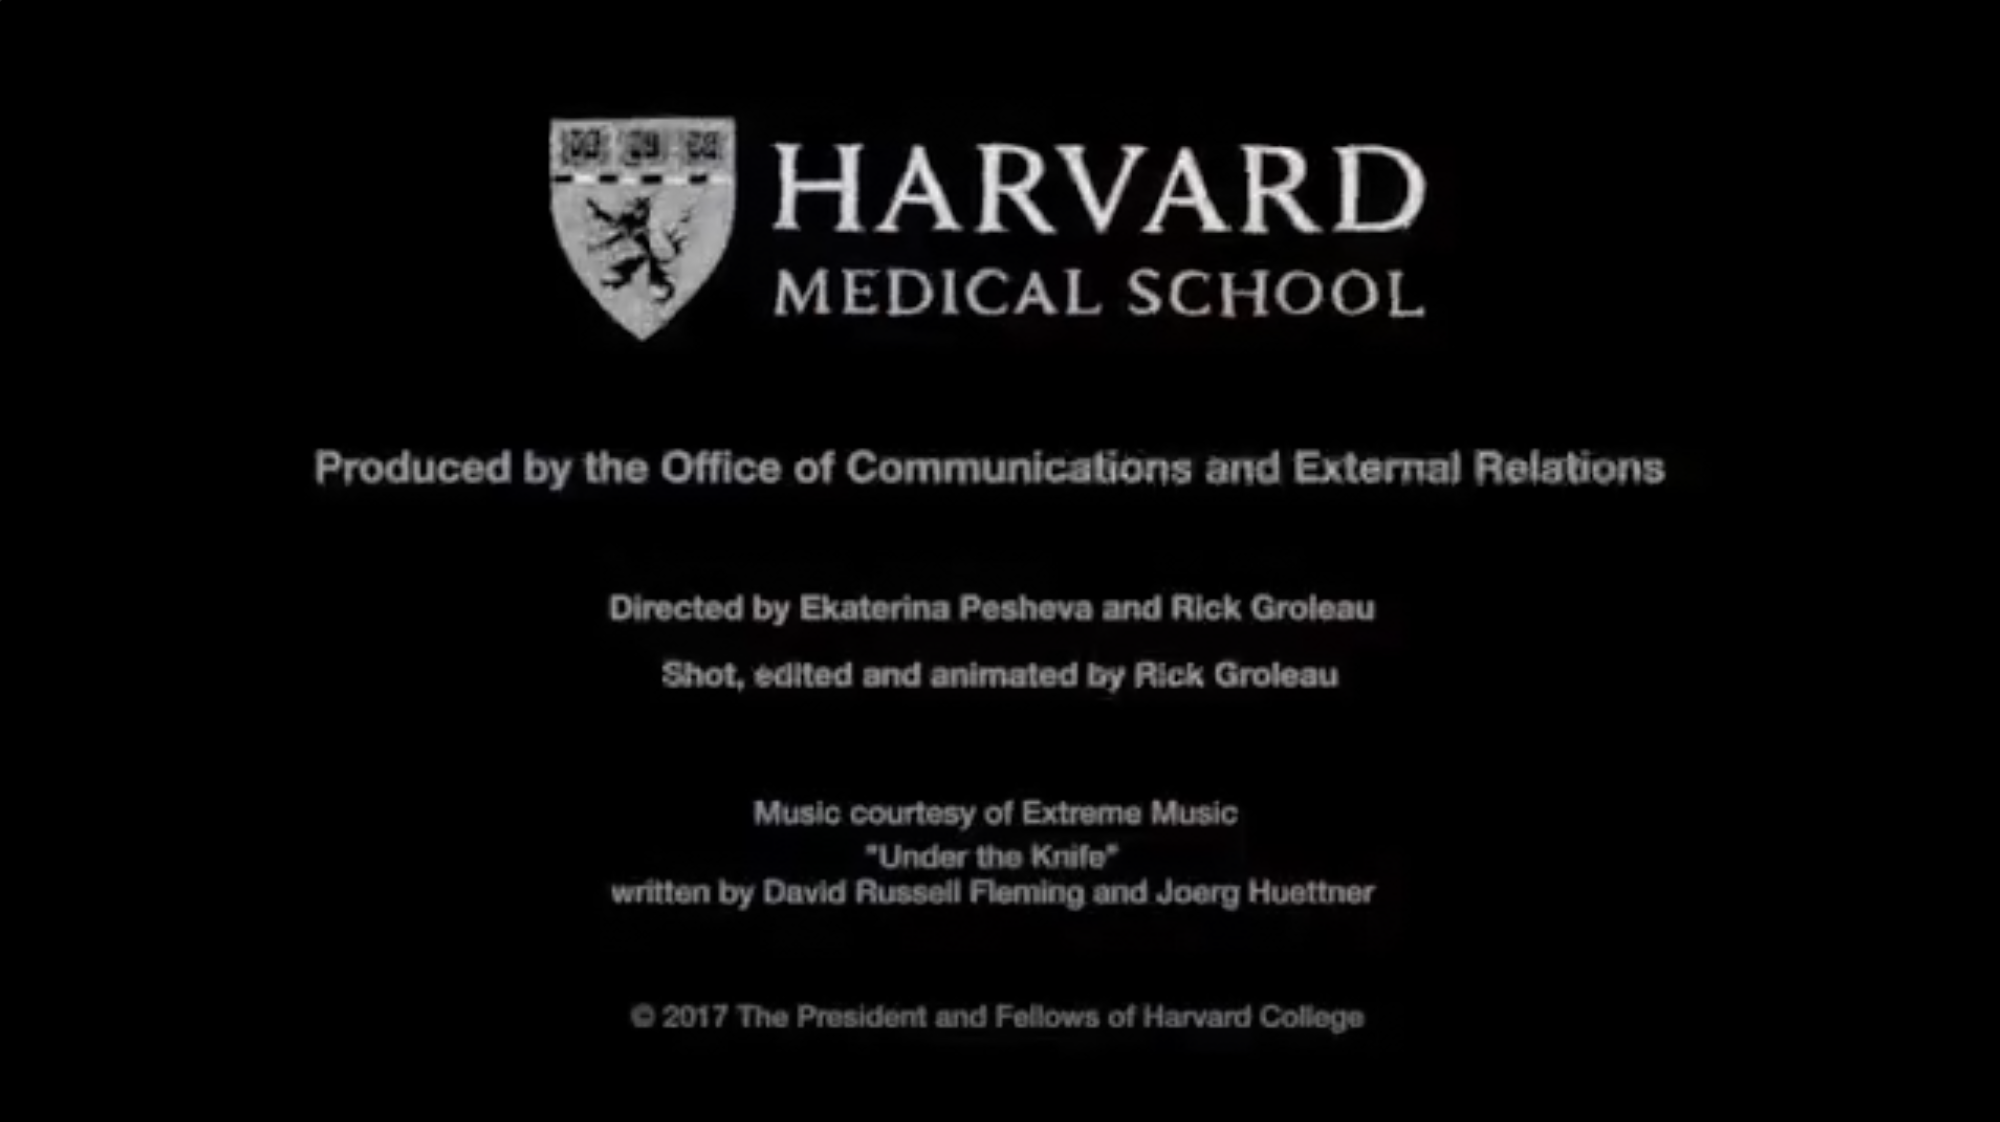 HARVARD
MEDICAL SCHOOL
Produced by the Office of Communications and External Relations
Directed by Ekaterina Pesheva and Rick Groleau
Shot, edited and animated by Rick Groleau
Music courtesy of Extreme Music
"Under the Knife"
written by David Russell Fleming and Joerg Huettner
© 2017 The President and Fellows of Harvard College